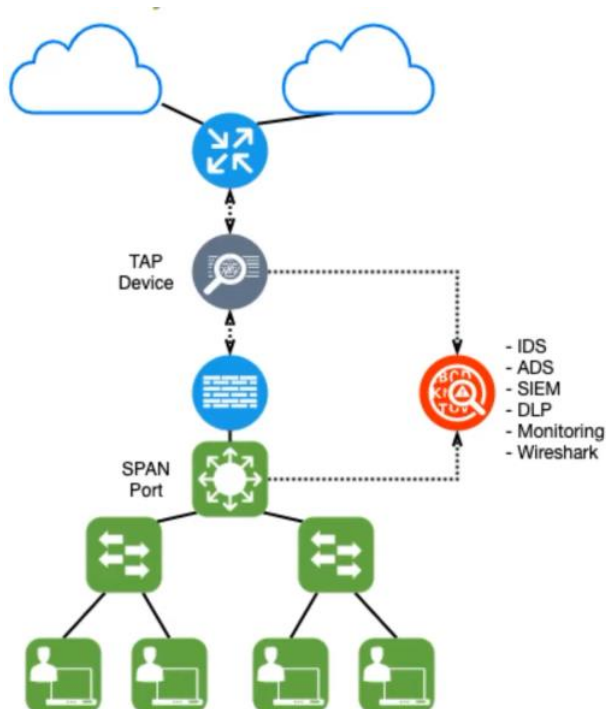 TAP
Device
- IDS
- ADS
- SIEM
- DLP
- Monitoring
- Wireshark
SPAN
Port